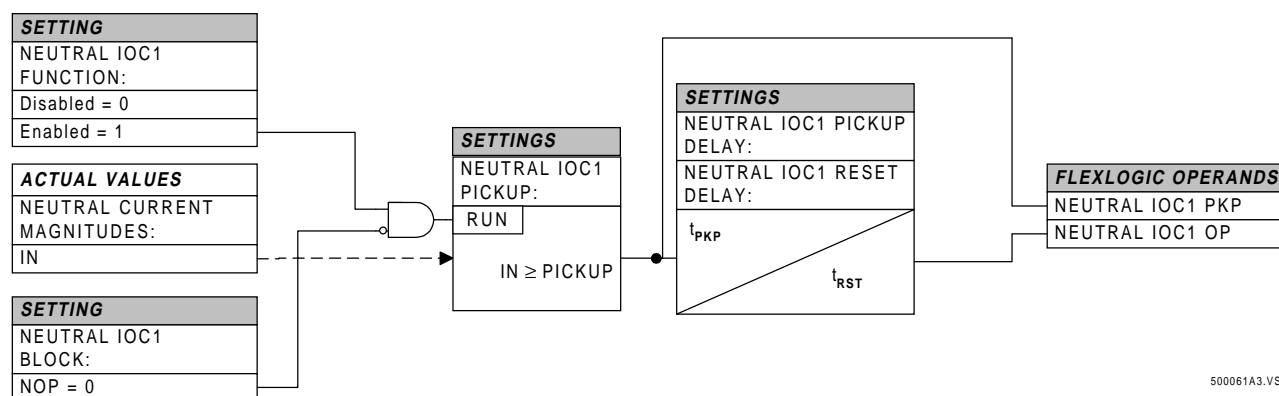 SETTING
NEUTRAL IOC1
FUNCTION:
Disabled = 0
Enabled = 1
ACTUAL VALUES
NEUTRAL CURRENT
MAGNITUDES:
IN
SETTING
NEUTRAL IOC1
BLOCK:
NOP = 0
SETTINGS
NEUTRAL IOC1
PICKUP:
RUN
IN ≥ PICKUP
SETTINGS
NEUTRAL IOC1 PICKUP
DELAY:
NEUTRAL IOC1 RESET
DELAY:
tPKP
tRST
FLEXLOGIC OPERANDS
NEUTRAL IOC1 PKP
NEUTRAL IOC1 OP
500061A3.VS